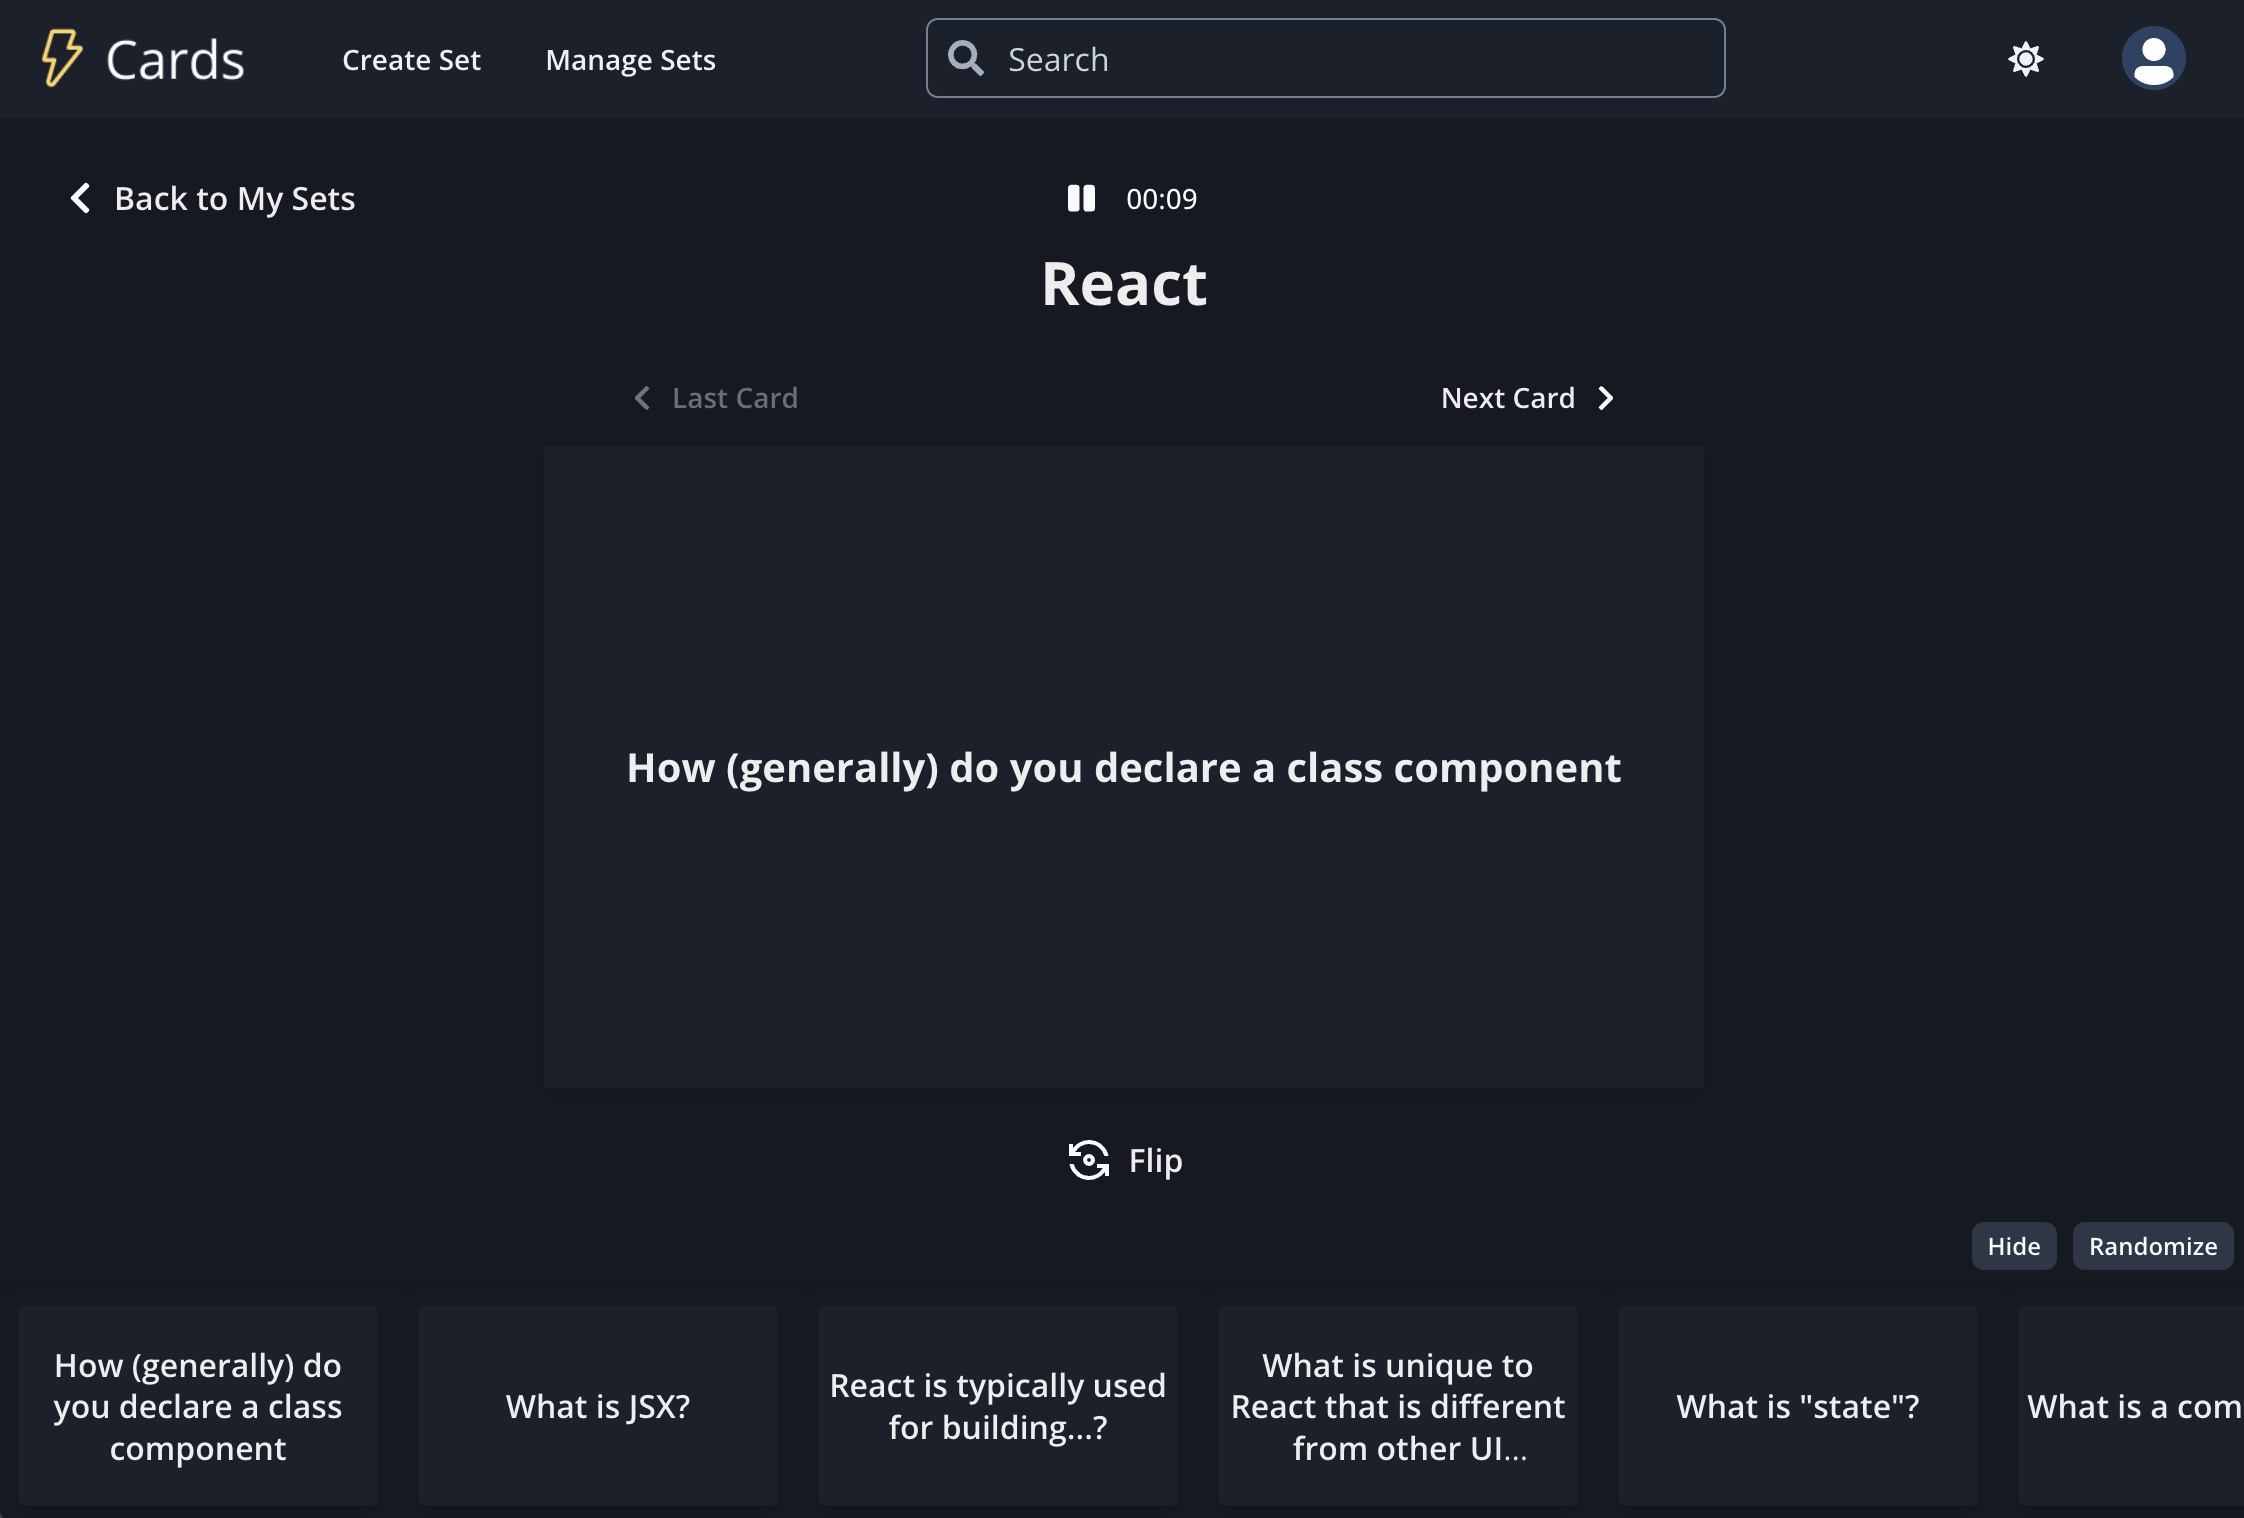 Cards
Create Set
Manage Sets
Search
Back to My Sets
00:09
React
Last Card
Next Card
How (generally) do you declare a class component
Flip
Hide
Randomize
How (generally) do
you declare a class
component
What is JSX?
React is typically used
for building...?
What is unique to
React that is different
from other UI...
What is "state"?
What is a com